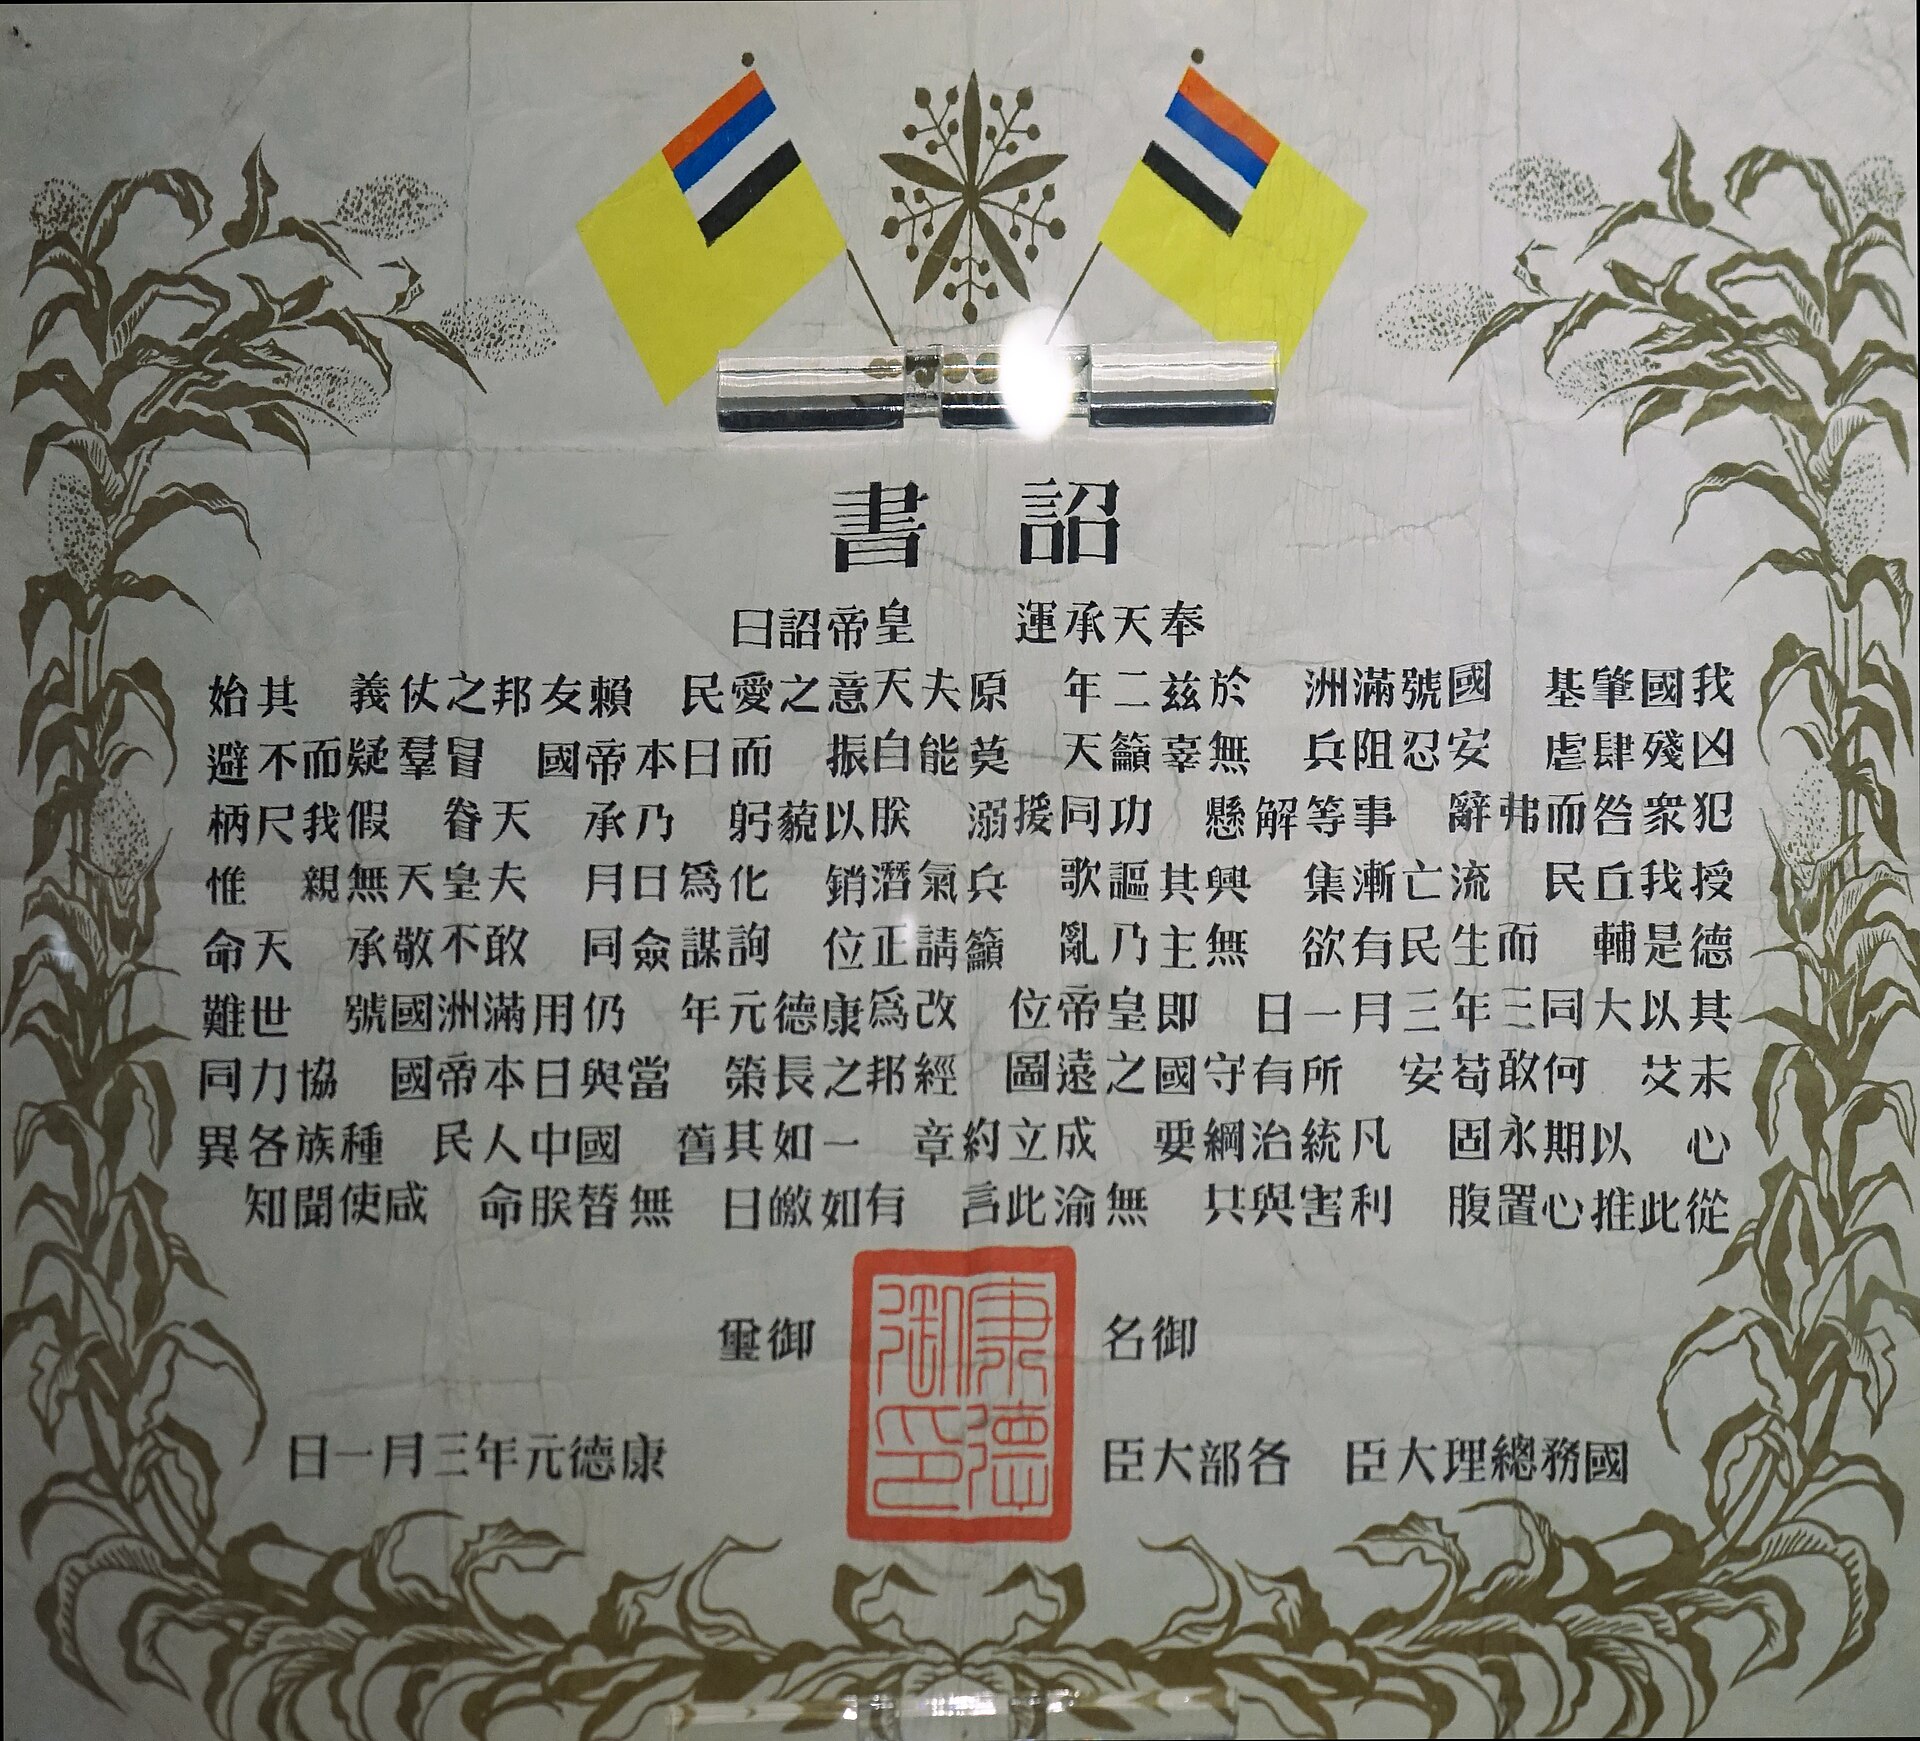 詔書
奉天承運　皇帝詔曰
我國肇基　國號滿洲　於茲二年　原夫天意之愛民　賴友邦之仗義　其始
凶殘肆虐　安忍阻兵　無辜籲天　莫能自振　而日本帝國　冒羣疑而不避
犯衆咎而弗辭　事等解懸　功同援溺　朕以藐躬　乃承　天眷　假我尺柄
授我丘民　流亡漸集　興其謳歌　兵氣潛銷　化爲日月　夫皇天無親　惟
德是輔　而生民有欲　無主乃亂　籲請正位　詢謀僉同　敢不敬承　天命
其以大同三年三月一日　即皇帝位　改爲康德元年　仍用滿洲國號　世難
未艾　何敢苟安　所有守國之遠圖　經邦之長策　當與日本帝國　協力同
心　以期永固　凡統治綱要　成立約章　一如其舊　國中人民　種族各異
從此推心置腹　利害與共　無渝此言　有如皦日　無替朕命　咸使聞知
御名
康德御印
御璽
國務總理大臣　各部大臣
康德元年三月一日